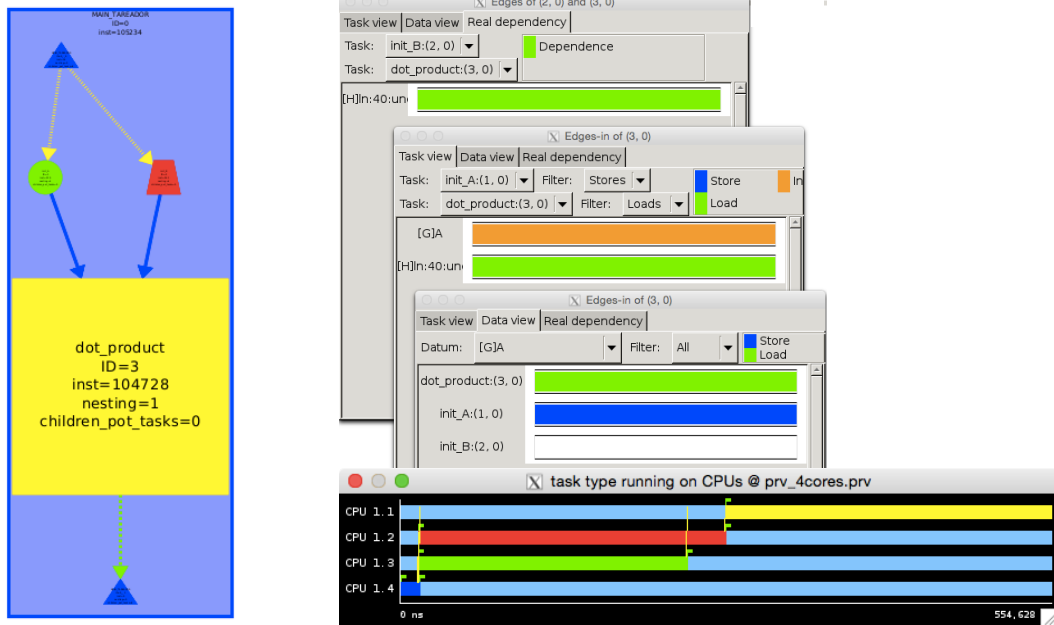 MAIN_TAREADOR
ID=0
inst=105234
dot_product
ID=3
inst=104728
nesting=1
children_pot_tasks=0
X Edges of (2, 0) and (3, 0)
Task view Data view Real dependency
Task: init_B:(2, 0)
Dependence
Task: dot_product:(3, 0)
[H]ln:40:un
X Edges-in of (3, 0)
Task view Data view Real dependency
Task: init_A:(1, 0) Filter: Stores
Store In
Task: dot_product:(3, 0) Filter: Loads
Load
[G]A
[H]ln:40:un
X Edges-in of (3, 0)
Task view Data view Real dependency
Datum: [G]A Filter: All
Store
Load
dot_product:(3, 0)
init_A:(1, 0)
init_B:(2, 0)
X task type running on CPUs @ prv_4cores.prv
CPU 1.1
CPU 1.2
CPU 1.3
CPU 1.4
0 ns 554,628